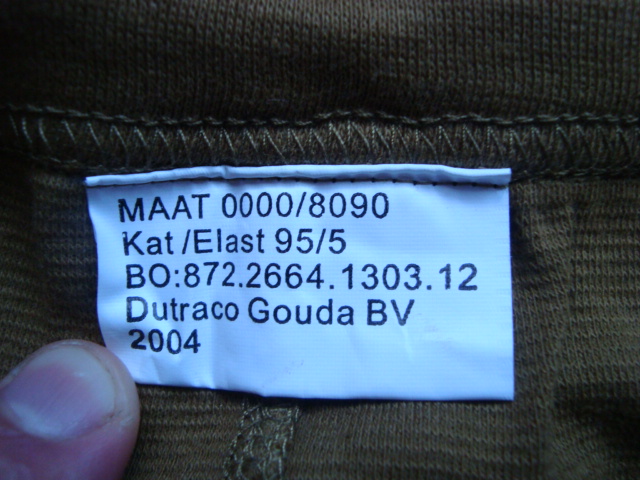 MAAT 0000/8090
Kat/Elast 95/5
BO:872.2664.1303.12
Dutraco Gouda BV
2004